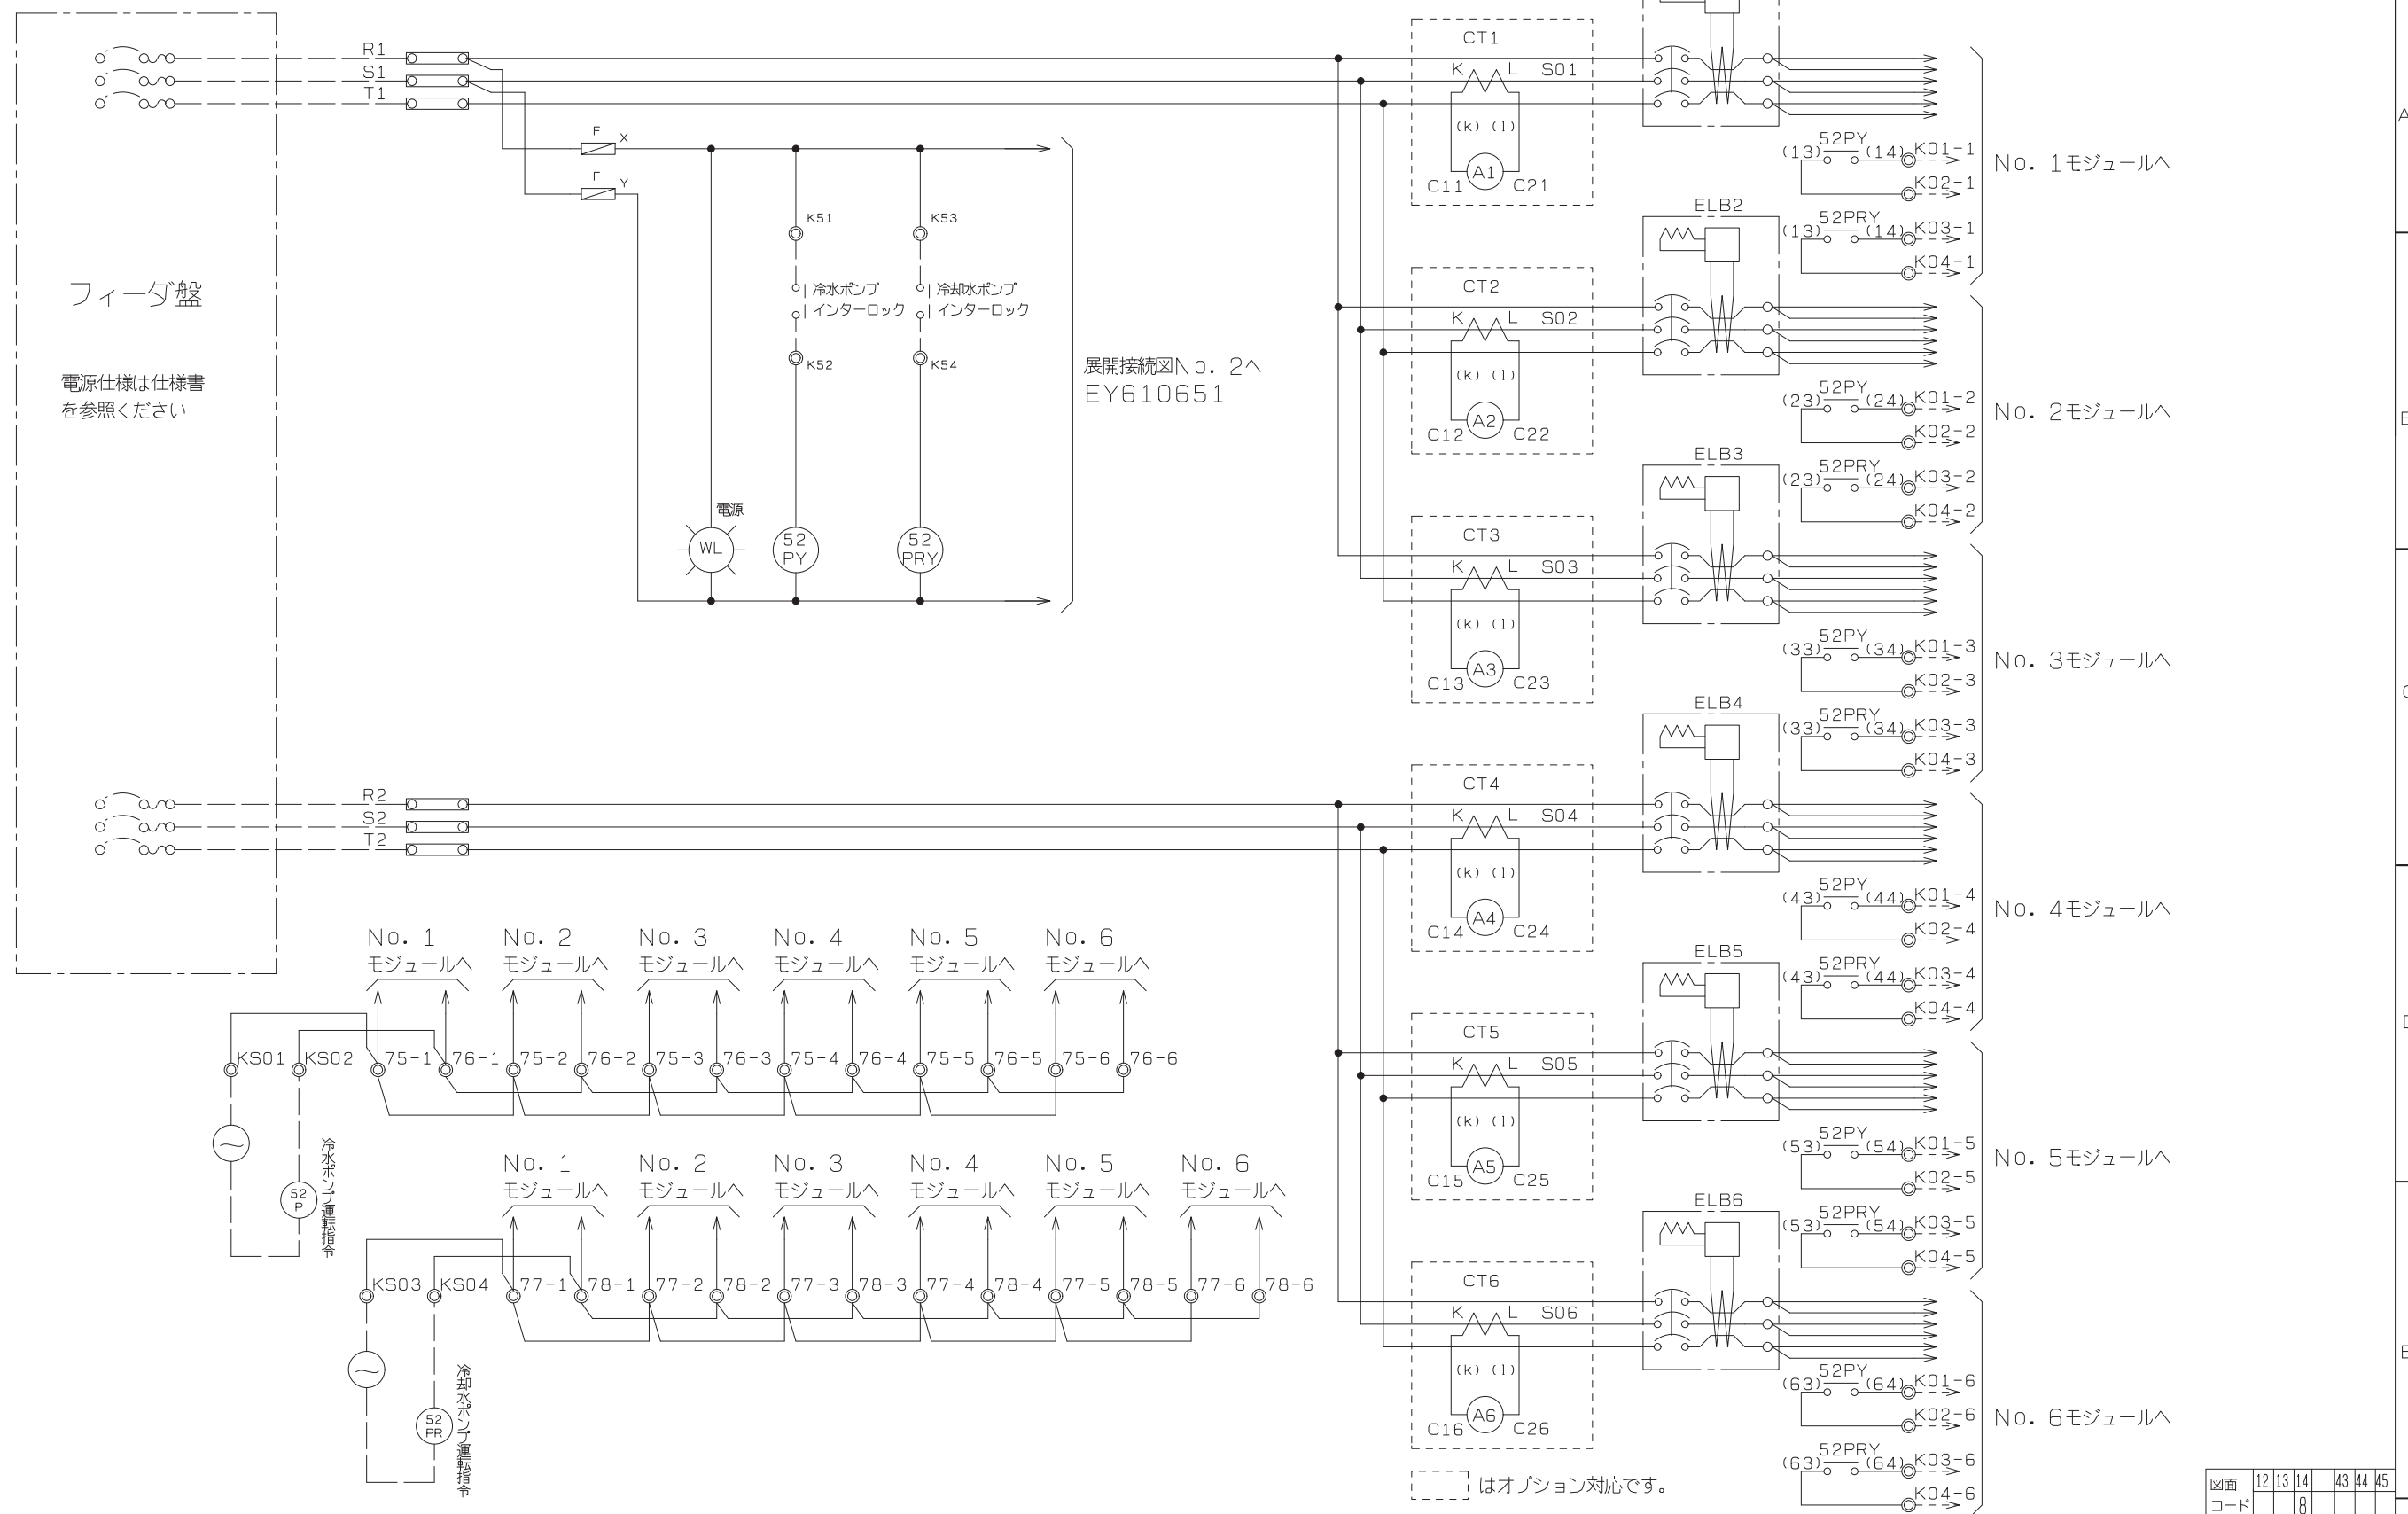 フィーダ盤
電源仕様は仕様書
を参照ください
R1
S1
T1
F
X
F
Y
K51
冷水ポンプ
インターロック
K52
K53
冷却水ポンプ
インターロック
K54
電源
WL
52
PY
52
PRY
展開接続図No. 2へ
EY610651
R2
S2
T2
CT1
K
L
S01
(k) (l)
A1
C11
C21
52PY
(13)
(14)
K01-1
K02-1
52PRY
(13)
(14)
K03-1
K04-1
No. 1モジュールへ
ELB2
CT2
K
L
S02
(k) (l)
A2
C12
C22
52PY
(23)
(24)
K01-2
K02-2
52PRY
(23)
(24)
K03-2
K04-2
No. 2モジュールへ
ELB3
CT3
K
L
S03
(k) (l)
A3
C13
C23
52PY
(33)
(34)
K01-3
K02-3
52PRY
(33)
(34)
K03-3
K04-3
No. 3モジュールへ
ELB4
CT4
K
L
S04
(k) (l)
A4
C14
C24
52PY
(43)
(44)
K01-4
K02-4
52PRY
(43)
(44)
K03-4
K04-4
No. 4モジュールへ
ELB5
CT5
K
L
S05
(k) (l)
A5
C15
C25
52PY
(53)
(54)
K01-5
K02-5
52PRY
(53)
(54)
K03-5
K04-5
No. 5モジュールへ
ELB6
CT6
K
L
S06
(k) (l)
A6
C16
C26
52PY
(63)
(64)
K01-6
K02-6
52PRY
(63)
(64)
K03-6
K04-6
No. 6モジュールへ
No. 1
モジュールへ
No. 2
モジュールへ
No. 3
モジュールへ
No. 4
モジュールへ
No. 5
モジュールへ
No. 6
モジュールへ
KS01
KS02
75-1
76-1
75-2
76-2
75-3
76-3
75-4
76-4
75-5
76-5
75-6
76-6
52
P
冷水ポンプ運転指令
No. 1
モジュールへ
No. 2
モジュールへ
No. 3
モジュールへ
No. 4
モジュールへ
No. 5
モジュールへ
No. 6
モジュールへ
KS03
KS04
77-1
78-1
77-2
78-2
77-3
78-3
77-4
78-4
77-5
78-5
77-6
78-6
52
PR
冷却水ポンプ運転指令
はオプション対応です。
図面 12 13 14 43 44 45
コード 8